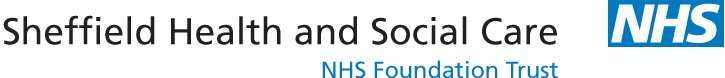 Sheffield Health and Social Care NHS
NHS Foundation Trust